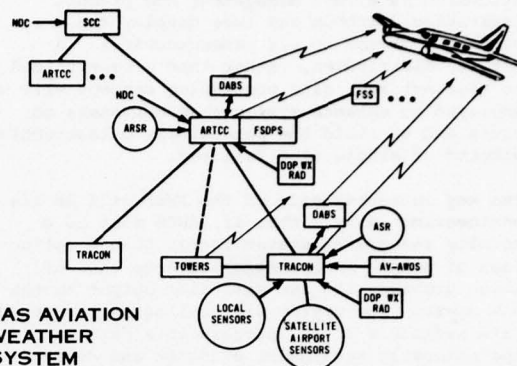 NDC
SCC
ARTCC
DABS
NDC
FSS
ARSR
ARTCC
FSDPS
DOP WX
RAD
DABS
ASR
TRACON
TOWERS
TRACON
AV-AWOS
DOP WX
RAD
LOCAL
SENSORS
SATELLITE
AIRPORT
SENSORS
AS AVIATION
WEATHER
SYSTEM